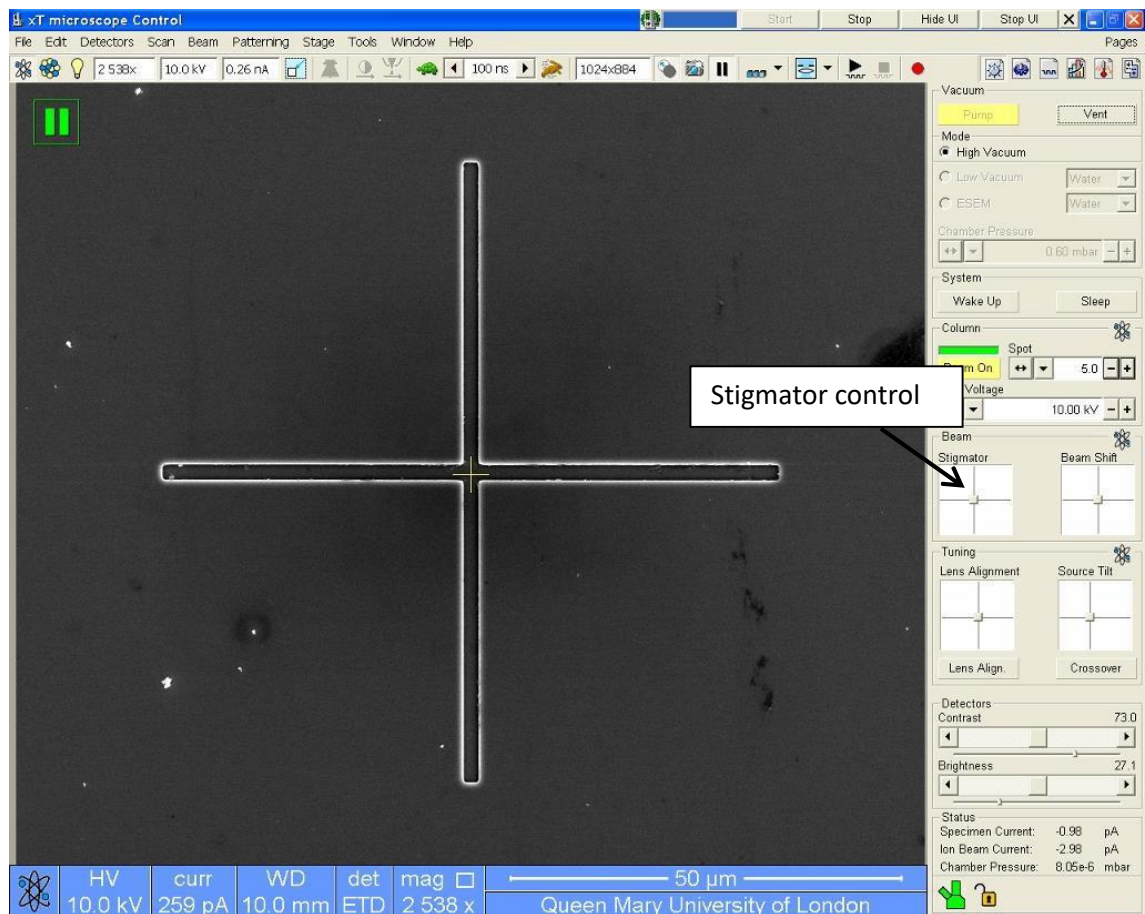 xT microscope Control
Start Stop Hide UI Stop UI
File Edit Detectors Scan Beam Patterning Stage Tools Window Help Pages
2 538x 10.0 kV 0.26 nA 100 ns 1024x884
Vacuum
Pump Vent
Mode
High Vacuum
Low Vacuum Water
ESEM Water
Chamber Pressure
0.60 mbar
System
Wake Up Sleep
Column
Spot
Beam On 5.0
Voltage
10.00 kV
Stigmator control
Beam
Stigmator Beam Shift
Tuning
Lens Alignment Source Tilt
Lens Align. Crossover
Detectors
Contrast 73.0
Brightness 27.1
Status
Specimen Current: -0.98 pA
Ion Beam Current: -2.98 pA
Chamber Pressure: 8.05e-6 mbar
HV curr WD det mag 50 µm
10.0 kV 259 pA 10.0 mm ETD 2 538 x Queen Mary University of London